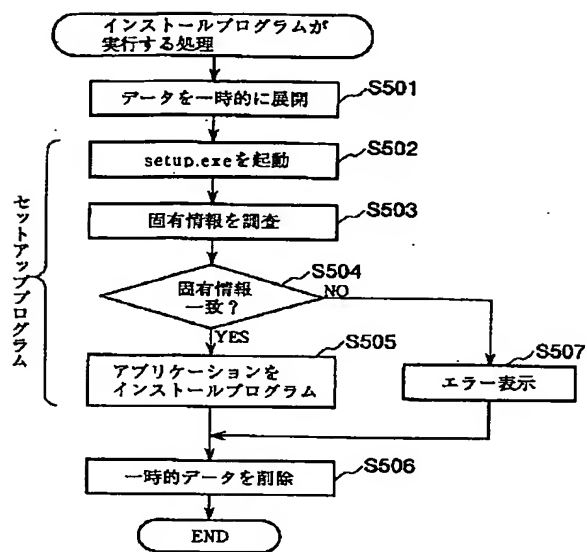 インストールプログラムが
実行する処理
データを一時的に展開
S501
setup.exeを起動
S502
固有情報を調査
S503
セットアッププログラム
S504
固有情報
一致？
NO
YES
S505
アプリケーションを
インストールプログラム
S507
エラー表示
一時的データを削除
S506
END